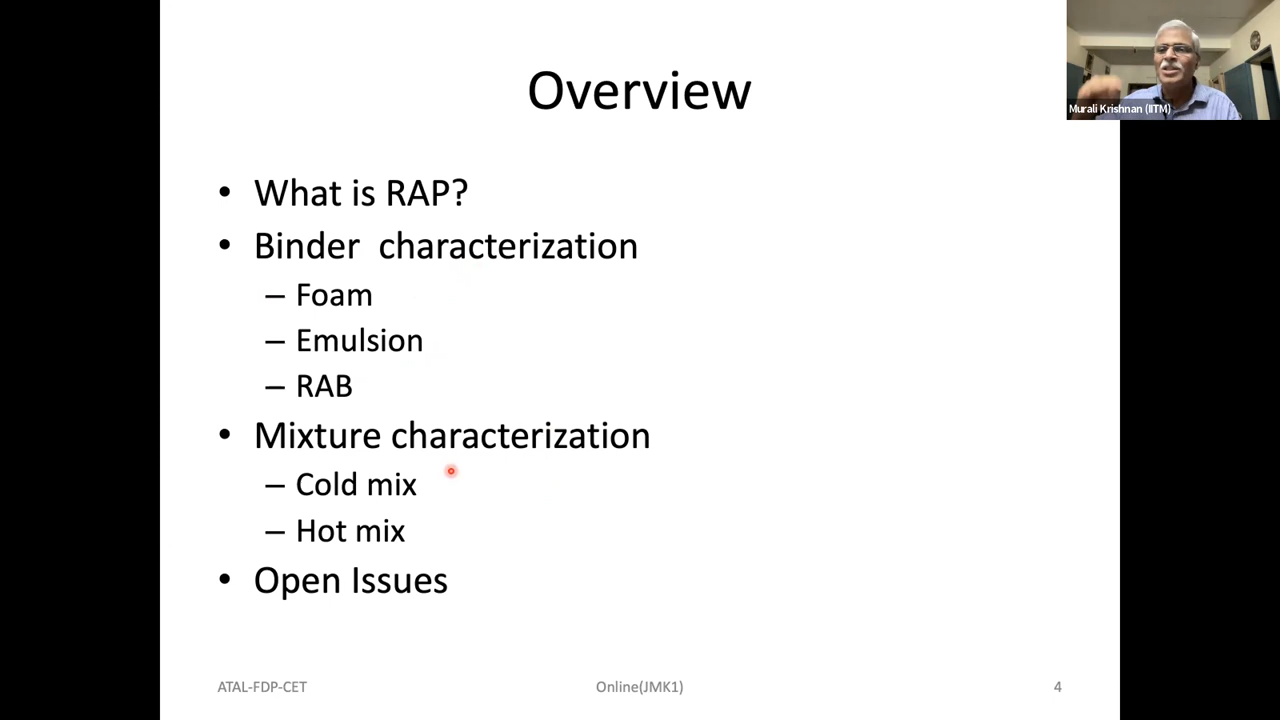 Overview
Murali Krishnan (IITM)
• What is RAP?
• Binder characterization
– Foam
– Emulsion
– RAB
• Mixture characterization
– Cold mix
– Hot mix
• Open Issues
ATAL-FDP-CET
Online(JMK1)
4